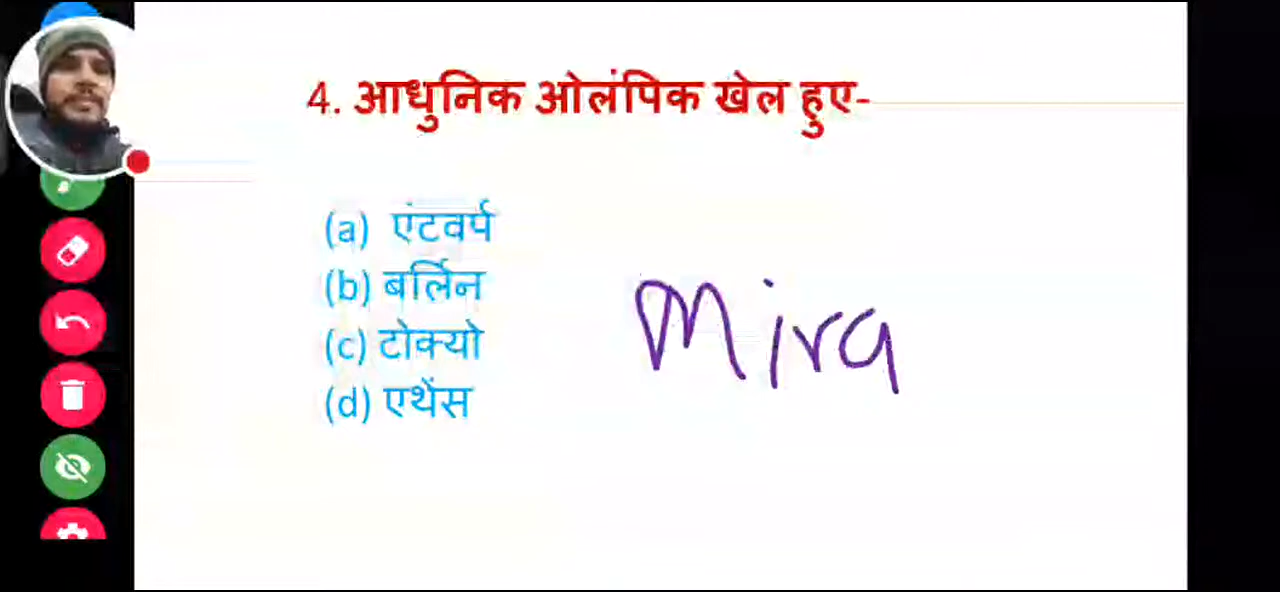 4. आधुनिक ओलंपिक खेल हुए-
(a) एंटवर्प
(b) बर्लिन
(c) टोक्यो
(d) एथेंस
Mira